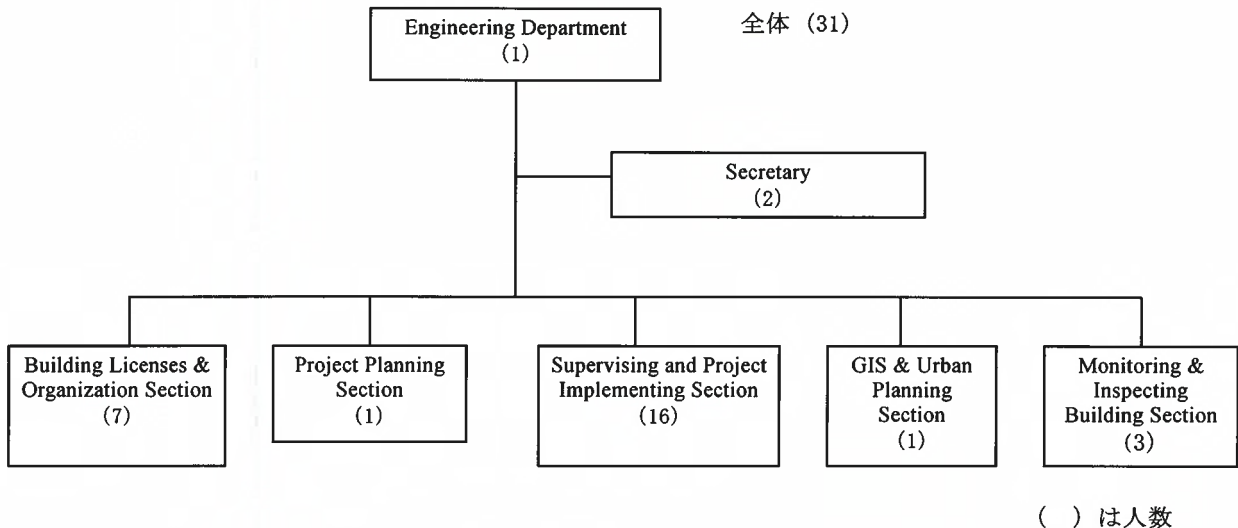 Engineering Department
(1)
全体 (31)
Secretary
(2)
Building Licenses &
Organization Section
(7)
Project Planning
Section
(1)
Supervising and Project
Implementing Section
(16)
GIS & Urban
Planning
Section
(1)
Monitoring &
Inspecting
Building Section
(3)
( ) は人数